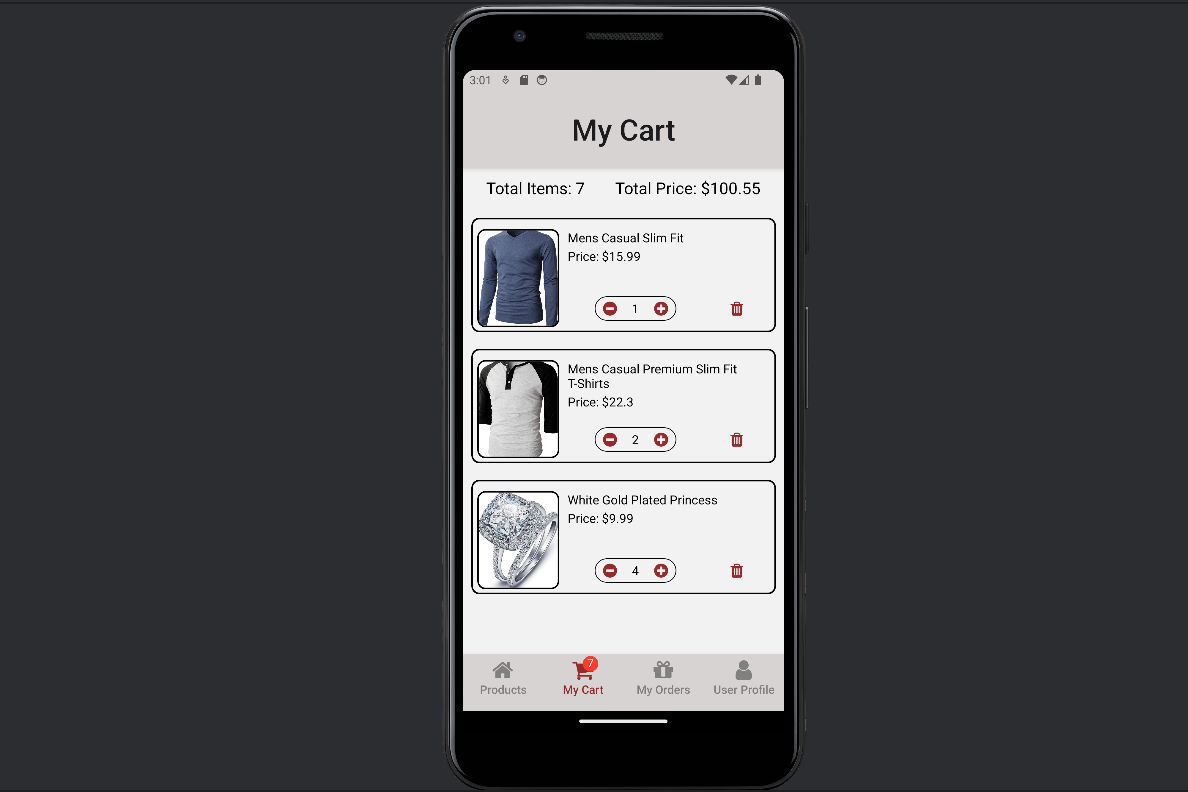 3:01
My Cart
Total Items: 7 Total Price: $100.55
Mens Casual Slim Fit
Price: $15.99
1
Mens Casual Premium Slim Fit
T-Shirts
Price: $22.3
2
White Gold Plated Princess
Price: $9.99
4
7
Products My Cart My Orders User Profile